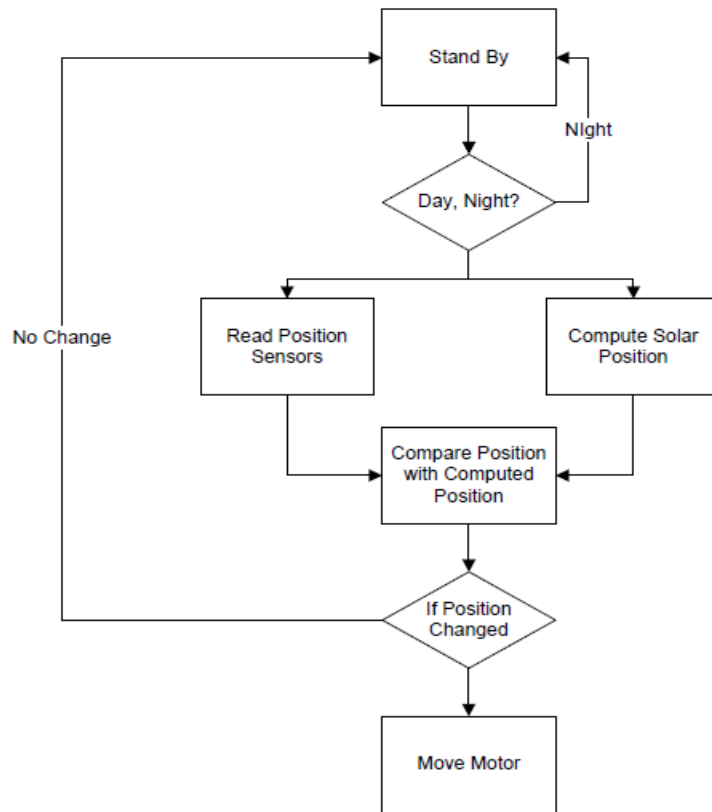 Stand By
NIght
Day, Night?
No Change
Read Position
Sensors
Compute Solar
Position
Compare Position
with Computed
Position
If Position
Changed
Move Motor